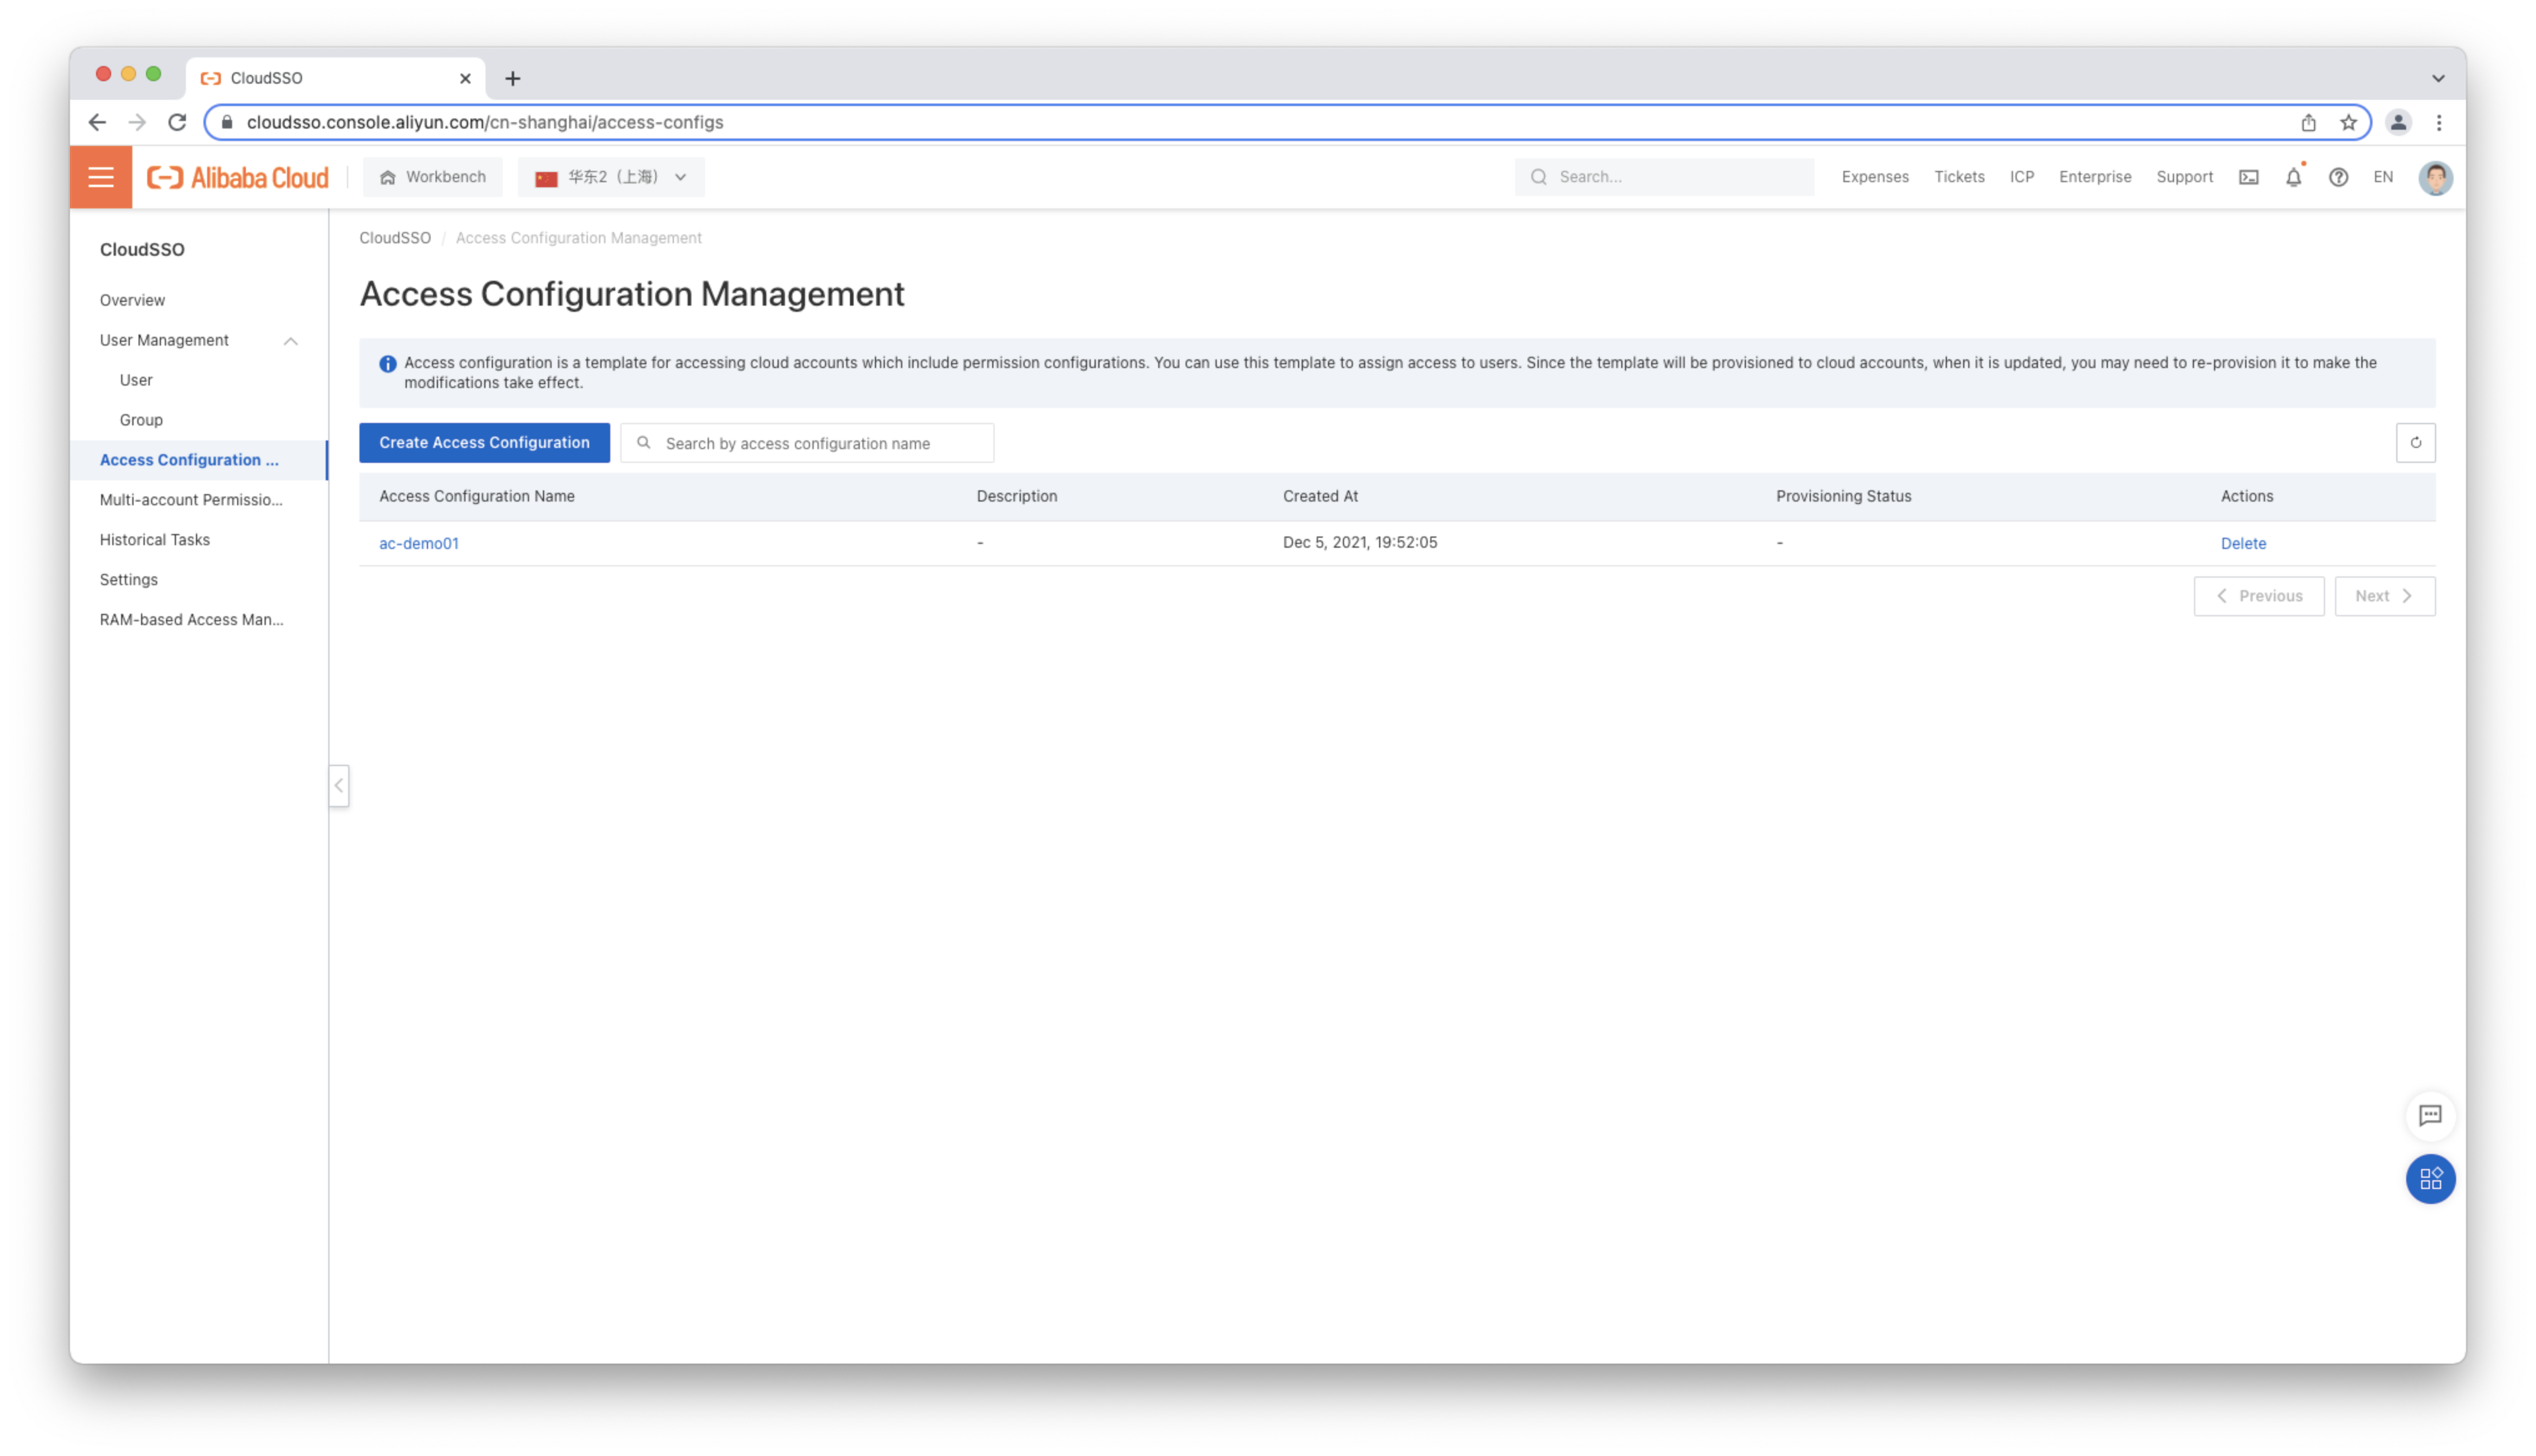 CloudSSO
cloudsso.console.aliyun.com/cn-shanghai/access-configs
Alibaba Cloud
Workbench
华东2（上海）
Search...
Expenses
Tickets
ICP
Enterprise
Support
EN
CloudSSO
Overview
User Management
User
Group
Access Configuration ...
Multi-account Permissio...
Historical Tasks
Settings
RAM-based Access Man...
CloudSSO / Access Configuration Management
Access Configuration Management
Access configuration is a template for accessing cloud accounts which include permission configurations. You can use this template to assign access to users. Since the template will be provisioned to cloud accounts, when it is updated, you may need to re-provision it to make the
modifications take effect.
Create Access Configuration
Search by access configuration name
Access Configuration Name Description Created At Provisioning Status Actions
ac-demo01 - Dec 5, 2021, 19:52:05 - Delete
Previous
Next